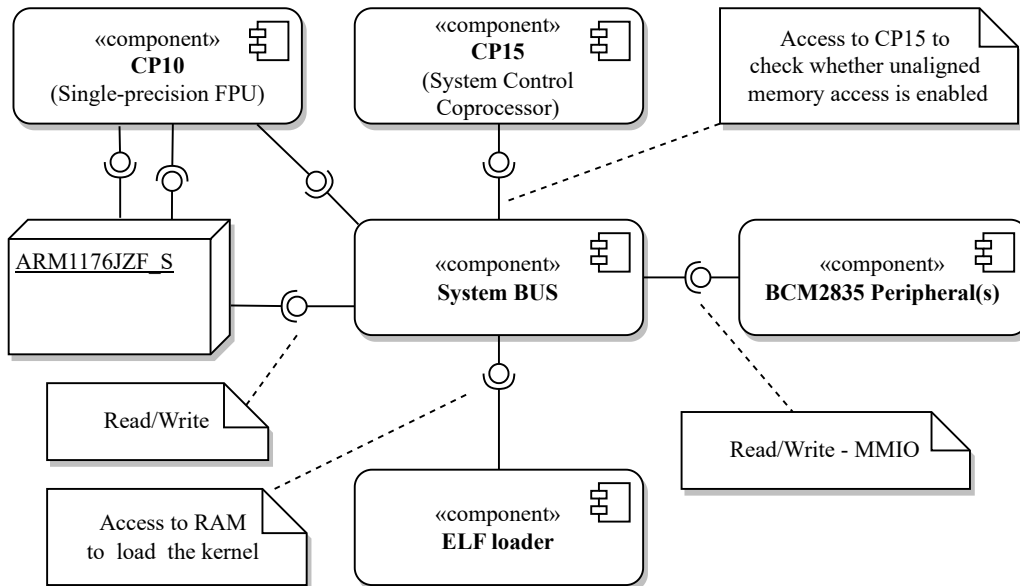 «component»
CP10
(Single-precision FPU)
«component»
CP15
(System Control
Coprocessor)
Access to CP15 to
check whether unaligned
memory access is enabled
ARM1176JZF_S
«component»
System BUS
«component»
BCM2835 Peripheral(s)
Read/Write
Read/Write - MMIO
Access to RAM
to load the kernel
«component»
ELF loader